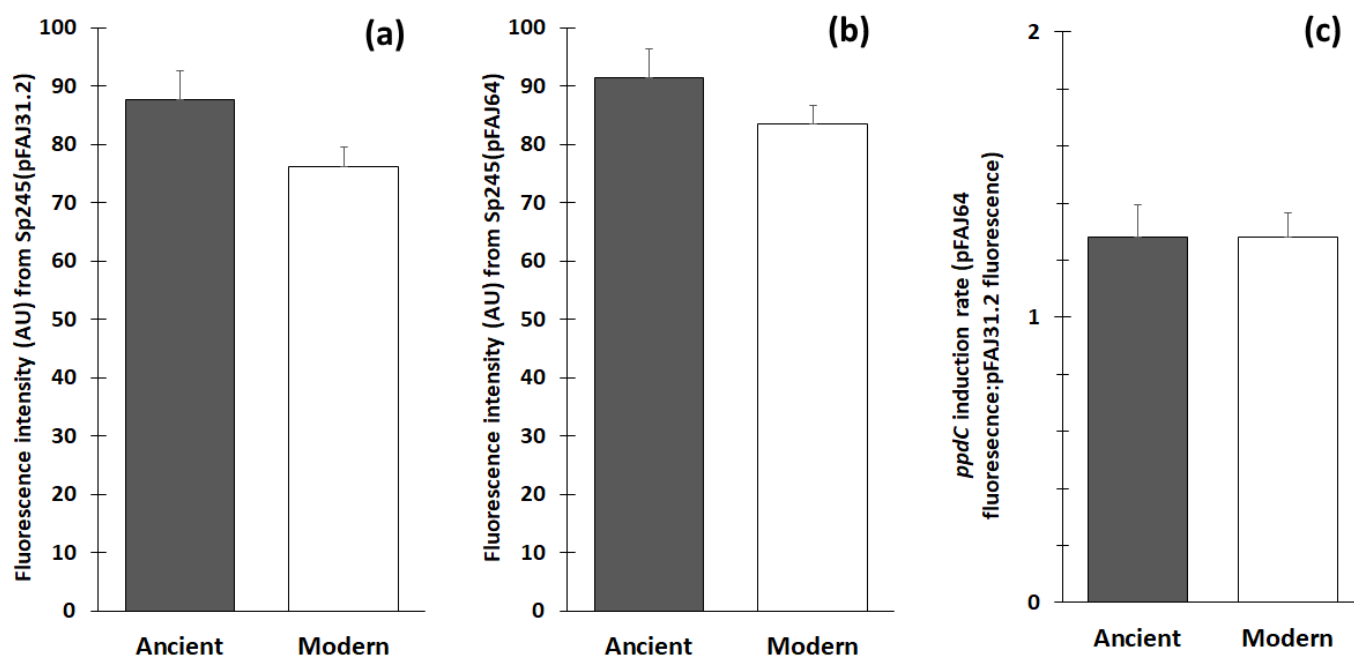 (a)
Fluorescence intensity (AU) from Sp245(pFAJ31.2)
100
90
80
70
60
50
40
30
20
10
0
Ancient Modern
(b)
Fluorescence intensity (AU) from Sp245(pFAJ64)
100
90
80
70
60
50
40
30
20
10
0
Ancient Modern
(c)
ppdC induction rate (pFAJ64
fluoresecnce:pFAJ31.2 fluorescence)
2
1
0
Ancient Modern